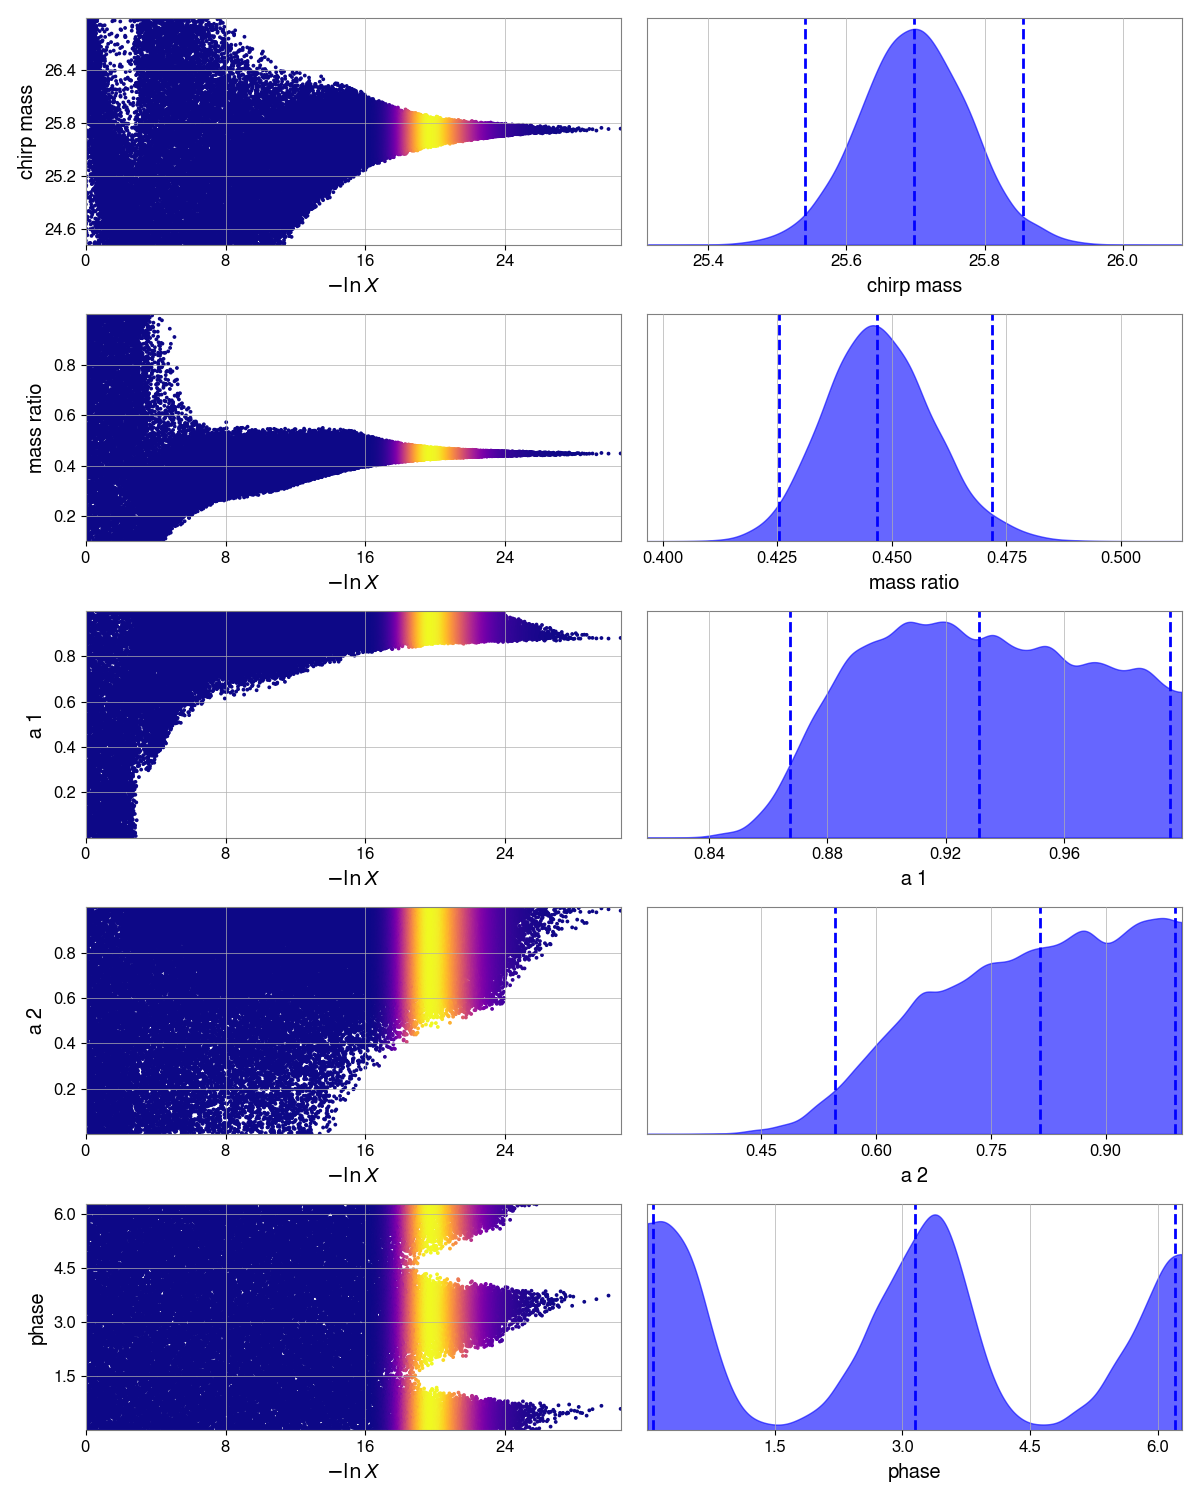 26.4
25.8
25.2
24.6
chirp mass
0 8 16 24
−ln X
25.4 25.6 25.8 26.0
chirp mass
0.8
0.6
0.4
0.2
mass ratio
0 8 16 24
−ln X
0.400 0.425 0.450 0.475 0.500
mass ratio
0.8
0.6
0.4
0.2
a 1
0 8 16 24
−ln X
0.84 0.88 0.92 0.96
a 1
0.8
0.6
0.4
0.2
a 2
0 8 16 24
−ln X
0.45 0.60 0.75 0.90
a 2
6.0
4.5
3.0
1.5
phase
0 8 16 24
−ln X
1.5 3.0 4.5 6.0
phase